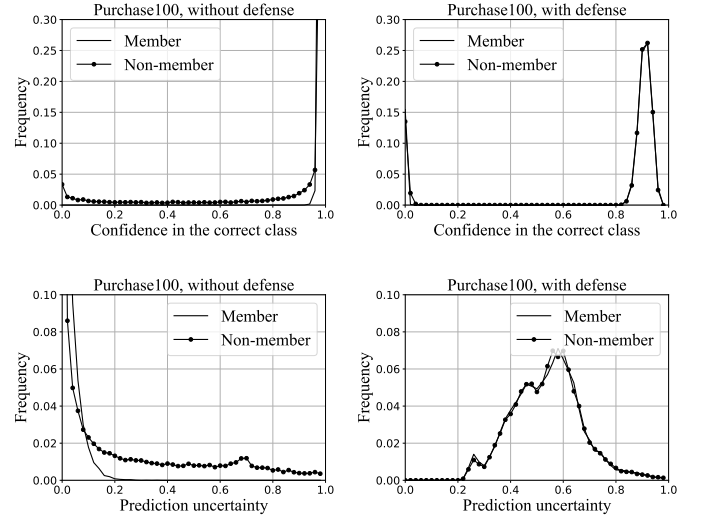 Purchase100, without defense
0.30
0.25
0.20
0.15
0.10
0.05
0.00
Frequency
Member
Non-member
0.0 0.2 0.4 0.6 0.8 1.0
Confidence in the correct class
Purchase100, with defense
0.30
0.25
0.20
0.15
0.10
0.05
0.00
Frequency
Member
Non-member
0.0 0.2 0.4 0.6 0.8 1.0
Confidence in the correct class
Purchase100, without defense
0.10
0.08
0.06
0.04
0.02
0.00
Frequency
Member
Non-member
0.0 0.2 0.4 0.6 0.8 1.0
Prediction uncertainty
Purchase100, with defense
0.10
0.08
0.06
0.04
0.02
0.00
Frequency
Member
Non-member
0.0 0.2 0.4 0.6 0.8 1.0
Prediction uncertainty